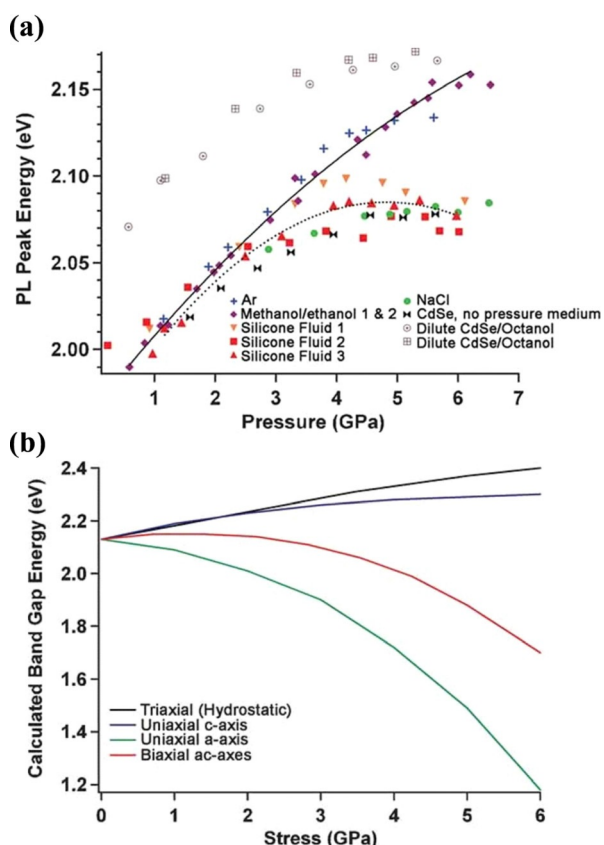 (a)
PL Peak Energy (eV)
2.15
2.10
2.05
2.00
Ar
Methanol/ethanol 1 & 2
Silicone Fluid 1
Silicone Fluid 2
Silicone Fluid 3
NaCl
CdSe, no pressure medium
Dilute CdSe/Octanol
Dilute CdSe/Octanol
1 2 3 4 5 6 7
Pressure (GPa)
(b)
Calculated Band Gap Energy (eV)
2.4
2.2
2.0
1.8
1.6
1.4
1.2
Triaxial (Hydrostatic)
Uniaxial c-axis
Uniaxial a-axis
Biaxial ac-axes
0 1 2 3 4 5 6
Stress (GPa)